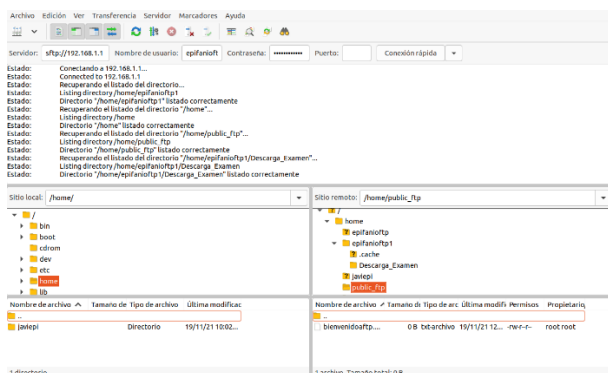 Archivo Edición Ver Transferencia Servidor Marcadores Ayuda
Servidor: sftp://192.168.1.1 Nombre de usuario: epifanioft Contraseña: •••••••••••• Puerto: Conexión rápida
Estado: Conectando a 192.168.1.1...
Estado: Connected to 192.168.1.1
Estado: Recuperando el listado del directorio...
Estado: Listing directory /home/epifanioftp1
Estado: Directorio "/home/epifanioftp1" listado correctamente
Estado: Recuperando el listado del directorio "/home"...
Estado: Listing directory /home
Estado: Directorio "/home" listado correctamente
Estado: Recuperando el listado del directorio "/home/public_ftp"...
Estado: Listing directory /home/public_ftp
Estado: Directorio "/home/public_ftp" listado correctamente
Estado: Recuperando el listado del directorio "/home/epifanioftp1/Descarga_Examen"...
Estado: Listing directory /home/epifanioftp1/Descarga_Examen
Estado: Directorio "/home/epifanioftp1/Descarga_Examen" listado correctamente
Sitio local: /home/
/
bin
boot
cdrom
dev
etc
home
lib
Nombre de archivo Tamaño de Tipo de archivo Última modificac
..
javiepi Directorio 19/11/21 10:02...
1 directorio
Sitio remoto: /home/public_ftp
/
home
epifanioftp
epifanioftp1
.cache
Descarga_Examen
javiepi
public_ftp
Nombre de archivo Tamaño de Tipo de arc Última modifi Permisos Propietario,
..
bienvenidoaftp.... 0 B txt-archivo 19/11/21 12... -rw-r--r-- root root
1 archivo. Tamaño total: 0 B